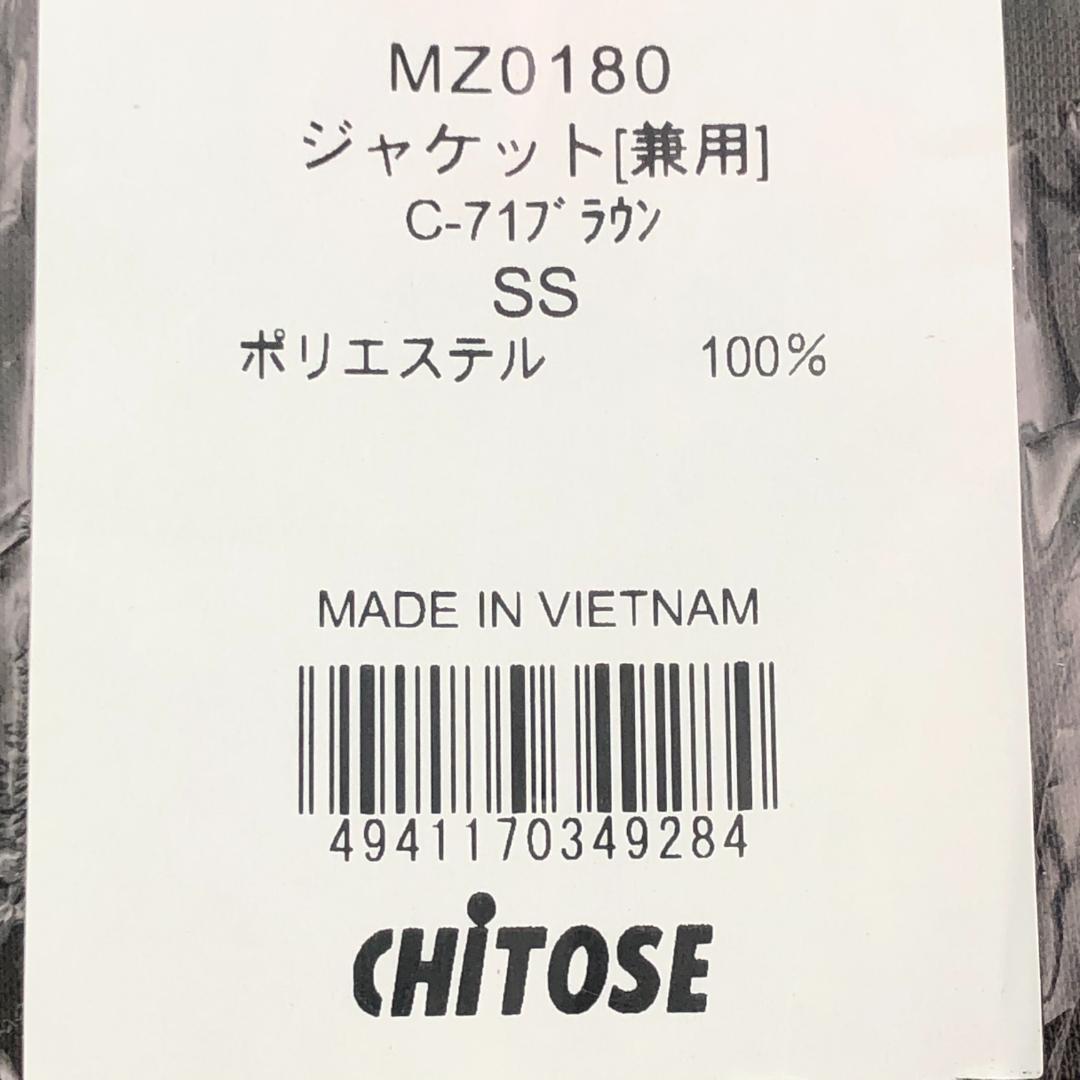 MZ0180
ジャケット[兼用]
C-71ﾌﾞﾗｳﾝ
SS
ポリエステル 100%
MADE IN VIETNAM
4941170349284
CHiTOSE